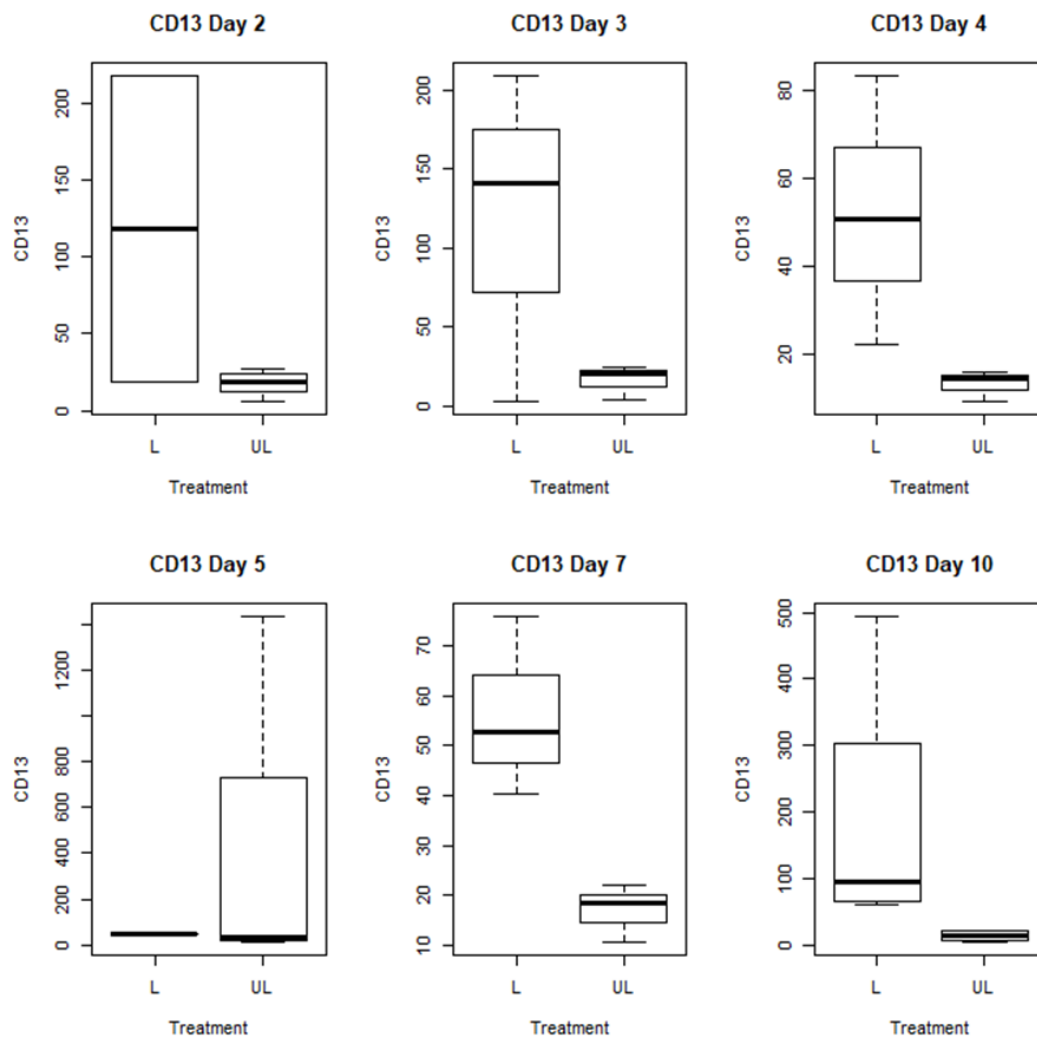 CD13 Day 2
CD13
0
50
100
150
200
L
UL
Treatment
CD13 Day 3
CD13
0
50
100
150
200
L
UL
Treatment
CD13 Day 4
CD13
20
40
60
80
L
UL
Treatment
CD13 Day 5
CD13
0
200
400
600
800
1200
L
UL
Treatment
CD13 Day 7
CD13
10
20
30
40
50
60
70
L
UL
Treatment
CD13 Day 10
CD13
0
100
200
300
400
500
L
UL
Treatment